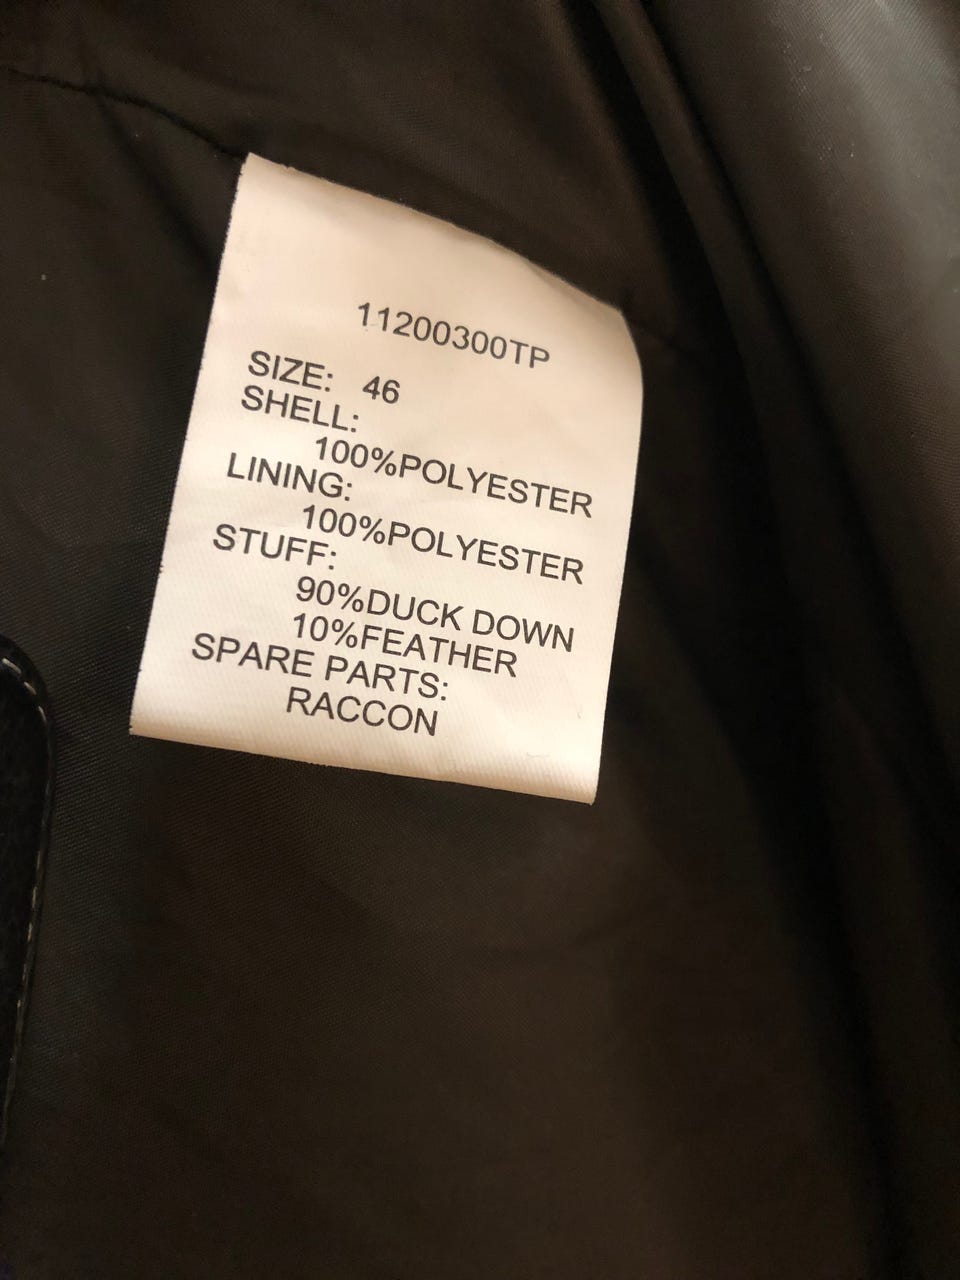 11200300TP
SIZE: 46
SHELL:
100%POLYESTER
LINING:
100%POLYESTER
STUFF:
90%DUCK DOWN
10%FEATHER
SPARE PARTS:
RACCON